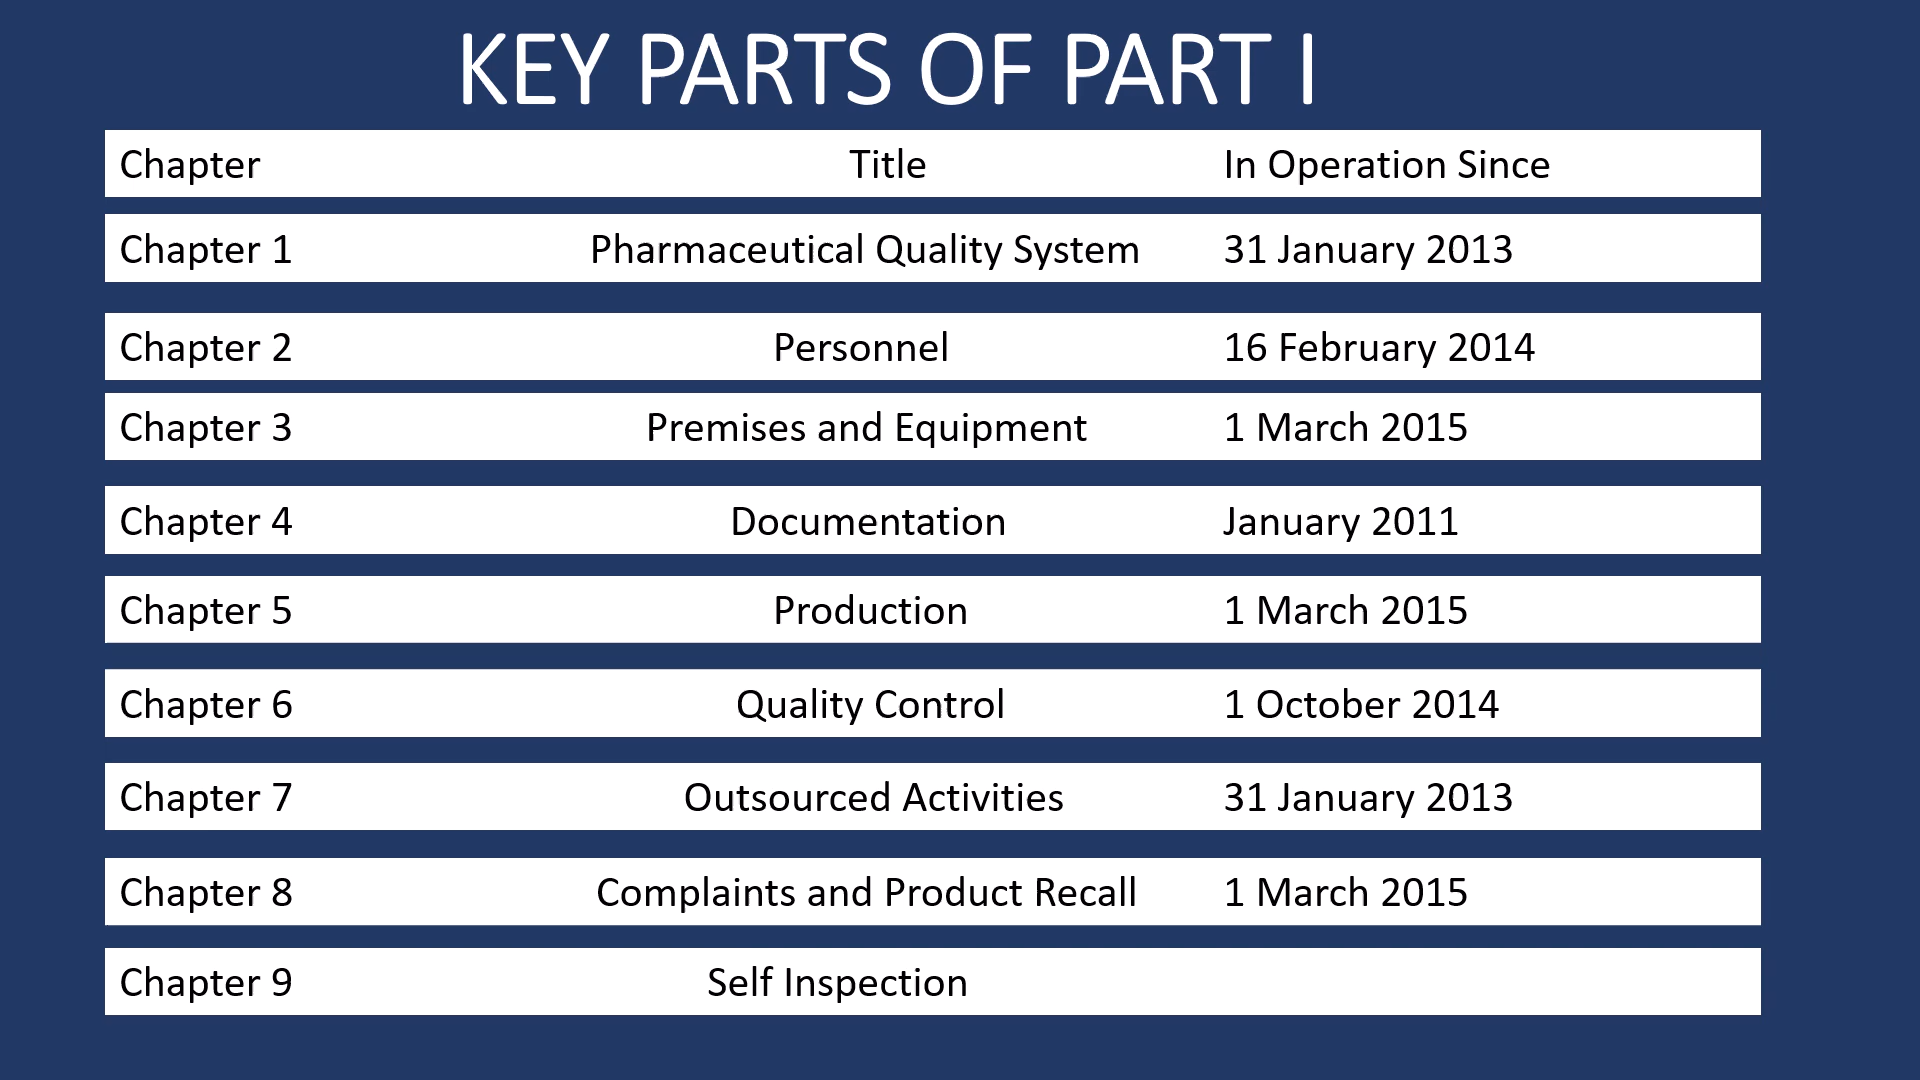 KEY PARTS OF PART I
Chapter Title In Operation Since
Chapter 1 Pharmaceutical Quality System 31 January 2013
Chapter 2 Personnel 16 February 2014
Chapter 3 Premises and Equipment 1 March 2015
Chapter 4 Documentation January 2011
Chapter 5 Production 1 March 2015
Chapter 6 Quality Control 1 October 2014
Chapter 7 Outsourced Activities 31 January 2013
Chapter 8 Complaints and Product Recall 1 March 2015
Chapter 9 Self Inspection